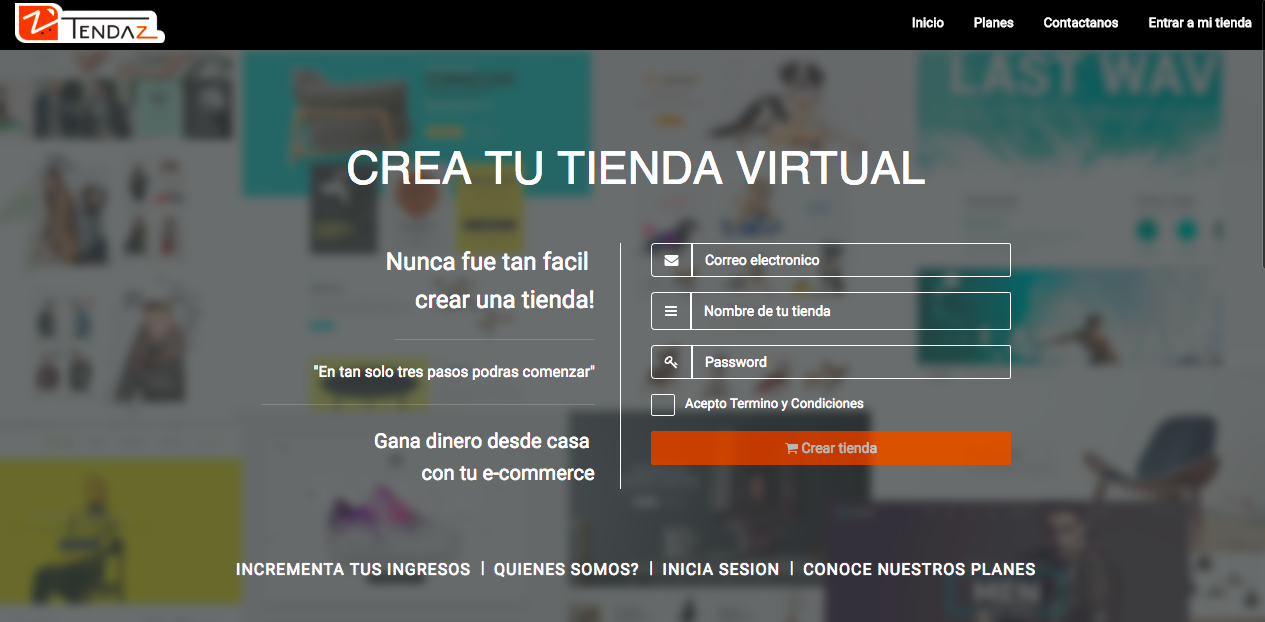 TENDAZ
Inicio
Planes
Contactanos
Entrar a mi tienda
LAST WAV
CREA TU TIENDA VIRTUAL
Nunca fue tan facil
crear una tienda!
"En tan solo tres pasos podras comenzar"
Gana dinero desde casa
con tu e-commerce
Correo electronico
Nombre de tu tienda
Password
Acepto Termino y Condiciones
Crear tienda
MEN
INCREMENTA TUS INGRESOS | QUIENES SOMOS? | INICIA SESION | CONOCE NUESTROS PLANES